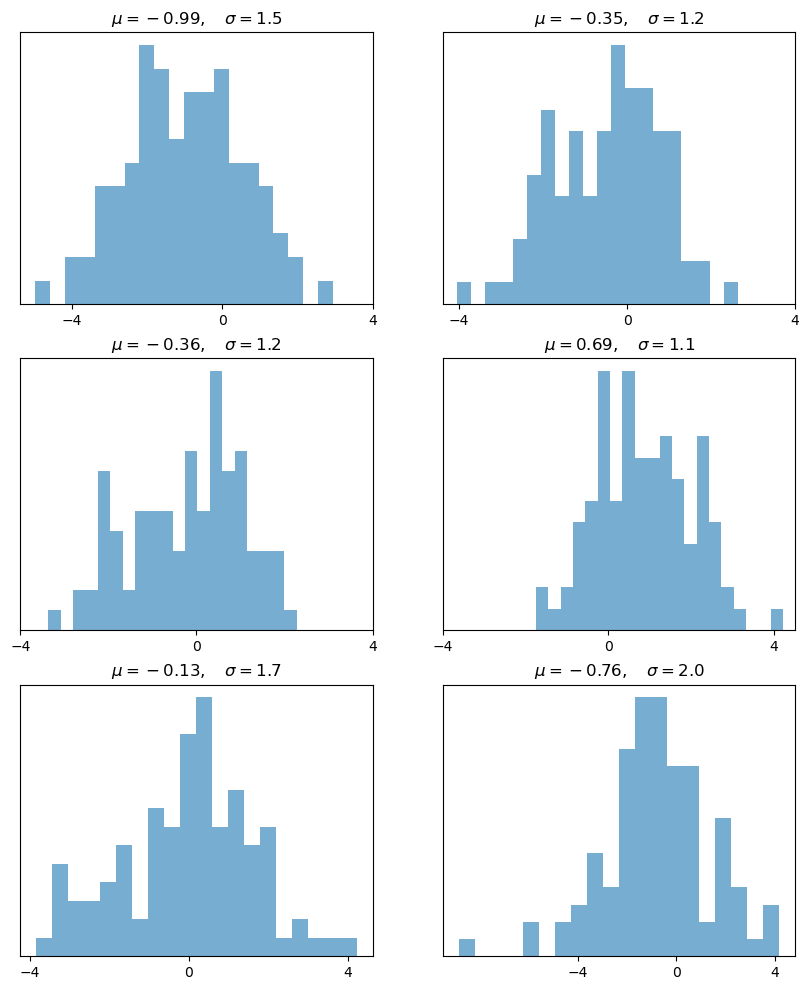 μ = −0.99, σ = 1.5
−4 0 4
μ = −0.35, σ = 1.2
−4 0 4
μ = −0.36, σ = 1.2
−4 0 4
μ = 0.69, σ = 1.1
−4 0 4
μ = −0.13, σ = 1.7
−4 0 4
μ = −0.76, σ = 2.0
−4 0 4